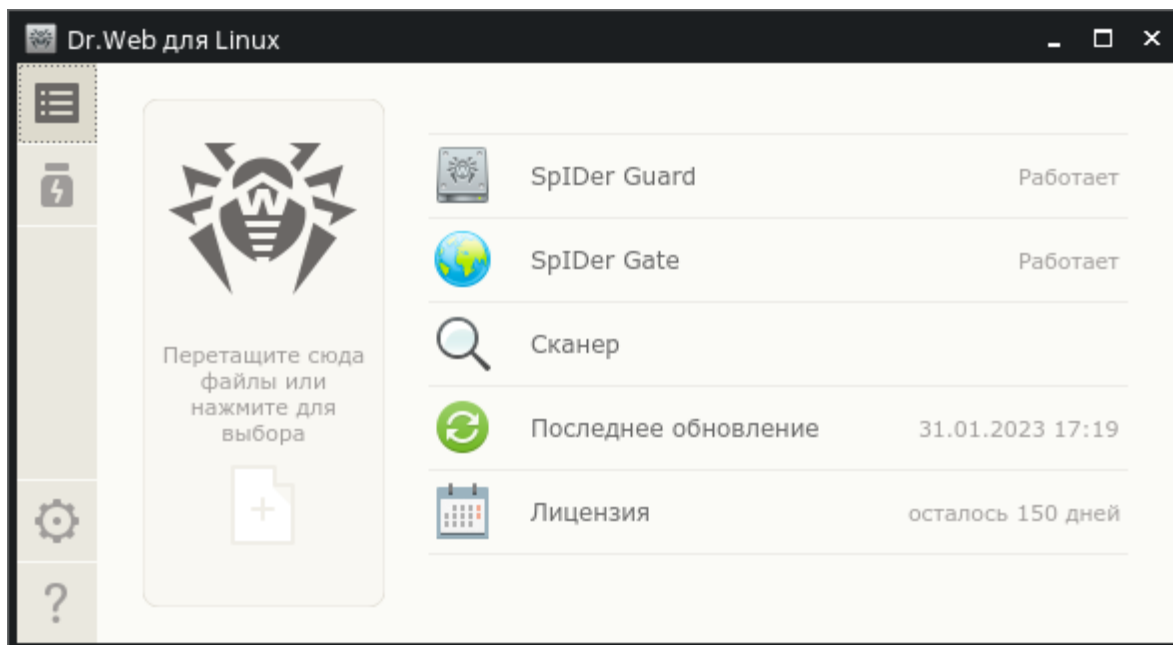 Dr.Web для Linux
SpIDer Guard Работает
SpIDer Gate Работает
Сканер
Последнее обновление 31.01.2023 17:19
Лицензия осталось 150 дней
Перетащите сюда
файлы или
нажмите для
выбора